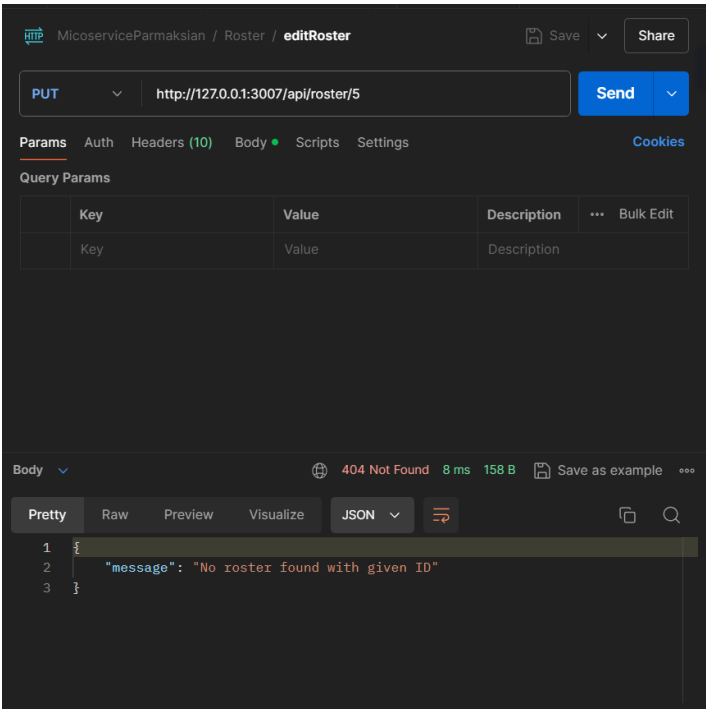 HTTP MicoserviceParmaksian / Roster / editRoster Save Share
PUT http://127.0.0.1:3007/api/roster/5 Send
Params Auth Headers (10) Body Scripts Settings Cookies
Query Params
Key Value Description ••• Bulk Edit
Key Value Description
Body 404 Not Found 8 ms 158 B Save as example
Pretty Raw Preview Visualize JSON
1 {
2 "message": "No roster found with given ID"
3 }